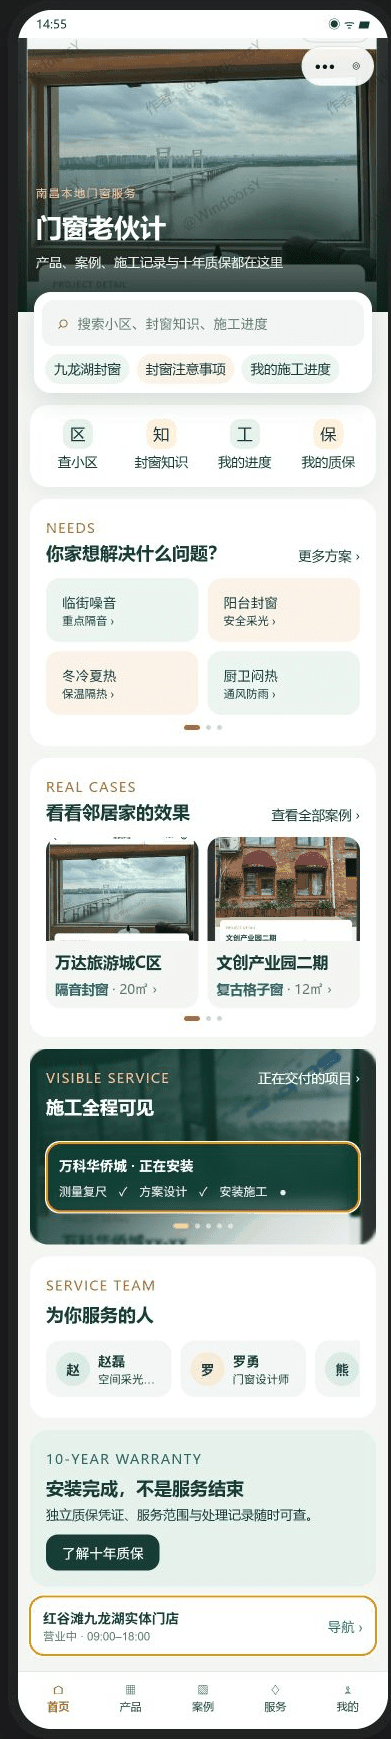 14:55
作者 @WindoorsY
南昌本地门窗服务
门窗老伙计
产品、案例、施工记录与十年质保都在这里
PROJECT DETAIL
搜索小区、封窗知识、施工进度
九龙湖封窗 封窗注意事项 我的施工进度
区 知 工 保
查小区 封窗知识 我的进度 我的质保
NEEDS
你家想解决什么问题？ 更多方案 ›
临街噪音 阳台封窗
重点隔音 › 安全采光 ›
冬冷夏热 厨卫闷热
保温隔热 › 通风防雨 ›
REAL CASES
看看邻居家的效果 查看全部案例 ›
文创产业园二期
万达旅游城C区 文创产业园二期
隔音封窗 · 20㎡ › 复古格子窗 · 12㎡ ›
VISIBLE SERVICE 正在交付的项目 ›
施工全程可见
万科华侨城 · 正在安装
测量复尺 ✓ 方案设计 ✓ 安装施工 ●
SERVICE TEAM
为你服务的人
赵 赵磊 罗 罗勇 熊
空间采光... 门窗设计师
10-YEAR WARRANTY
安装完成，不是服务结束
独立质保凭证、服务范围与处理记录随时可查。
了解十年质保
红谷滩九龙湖实体门店 导航 ›
营业中 · 09:00–18:00
首页 产品 案例 服务 我的